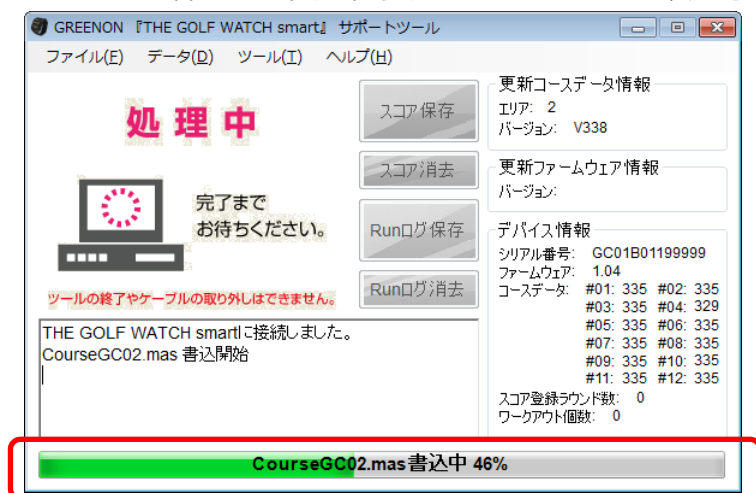 GREENON 『THE GOLF WATCH smart』 サポートツール
ファイル(F) データ(D) ツール(T) ヘルプ(H)
処理中
完了まで
お待ちください。
ツールの終了やケーブルの取り外しはできません。
スコア保存
スコア消去
Runログ保存
Runログ消去
更新コースデータ情報
エリア: 2
バージョン: V338
更新ファームウェア情報
バージョン:
デバイス情報
シリアル番号: GC01B01199999
ファームウェア: 1.04
コースデータ: #01: 335 #02: 335
#03: 335 #04: 329
#05: 335 #06: 335
#07: 335 #08: 335
#09: 335 #10: 335
#11: 335 #12: 335
スコア登録ラウンド数: 0
ワークアウト個数: 0
THE GOLF WATCH smartに接続しました。
CourseGC02.mas 書込開始
CourseGC02.mas書込中 46%